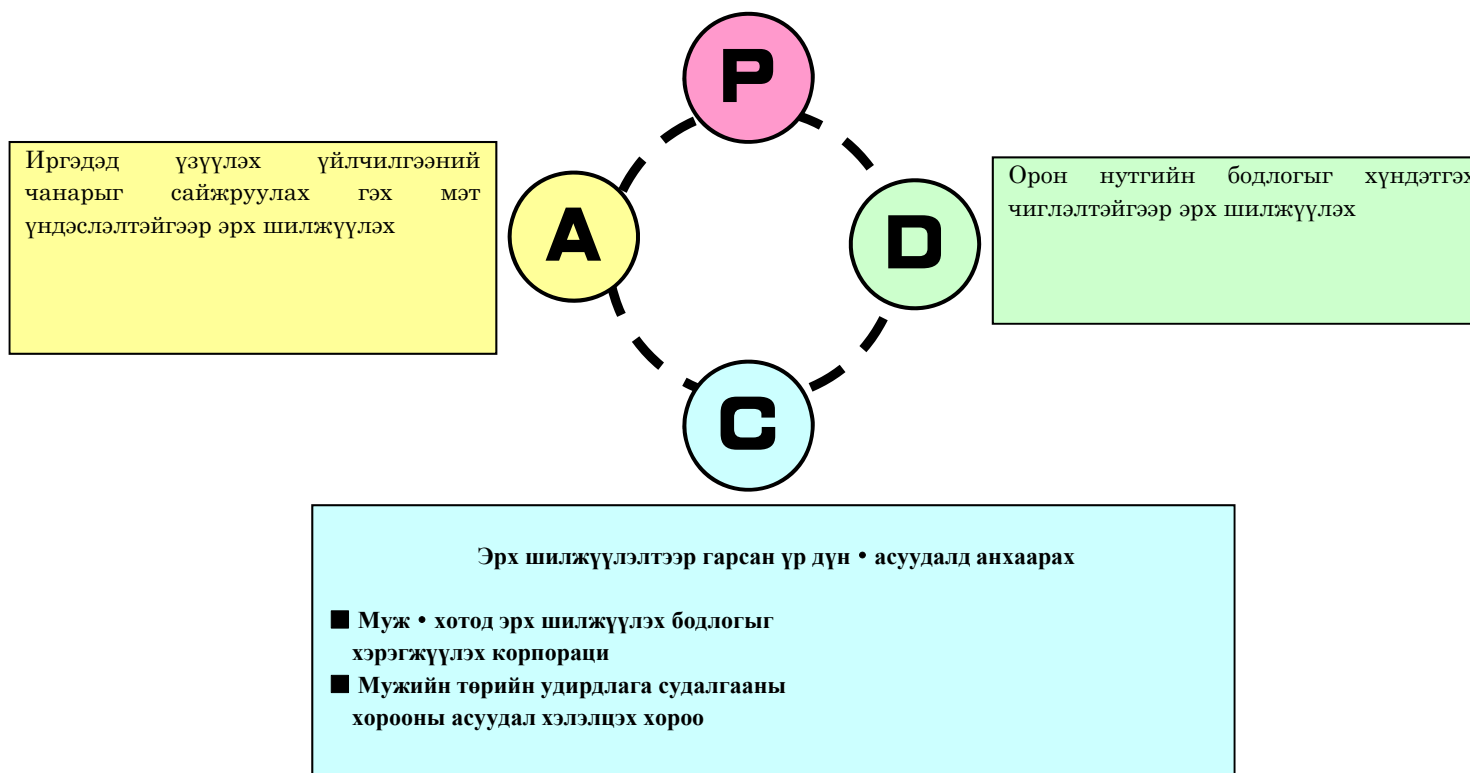 P
Иргэдэд үзүүлэх үйлчилгээний
чанарыг сайжруулах гэх мэт
үндэслэлтэйгээр эрх шилжүүлэх
A
D
Орон нутгийн бодлогыг хүндэтгэх
чиглэлтэйгээр эрх шилжүүлэх
C
Эрх шилжүүлэлтээр гарсан үр дүн • асуудалд анхаарах
■ Муж • хотод эрх шилжүүлэх бодлогыг
хэрэгжүүлэх корпораци
■ Мужийн төрийн удирдлага судалгааны
хорооны асуудал хэлэлцэх хороо